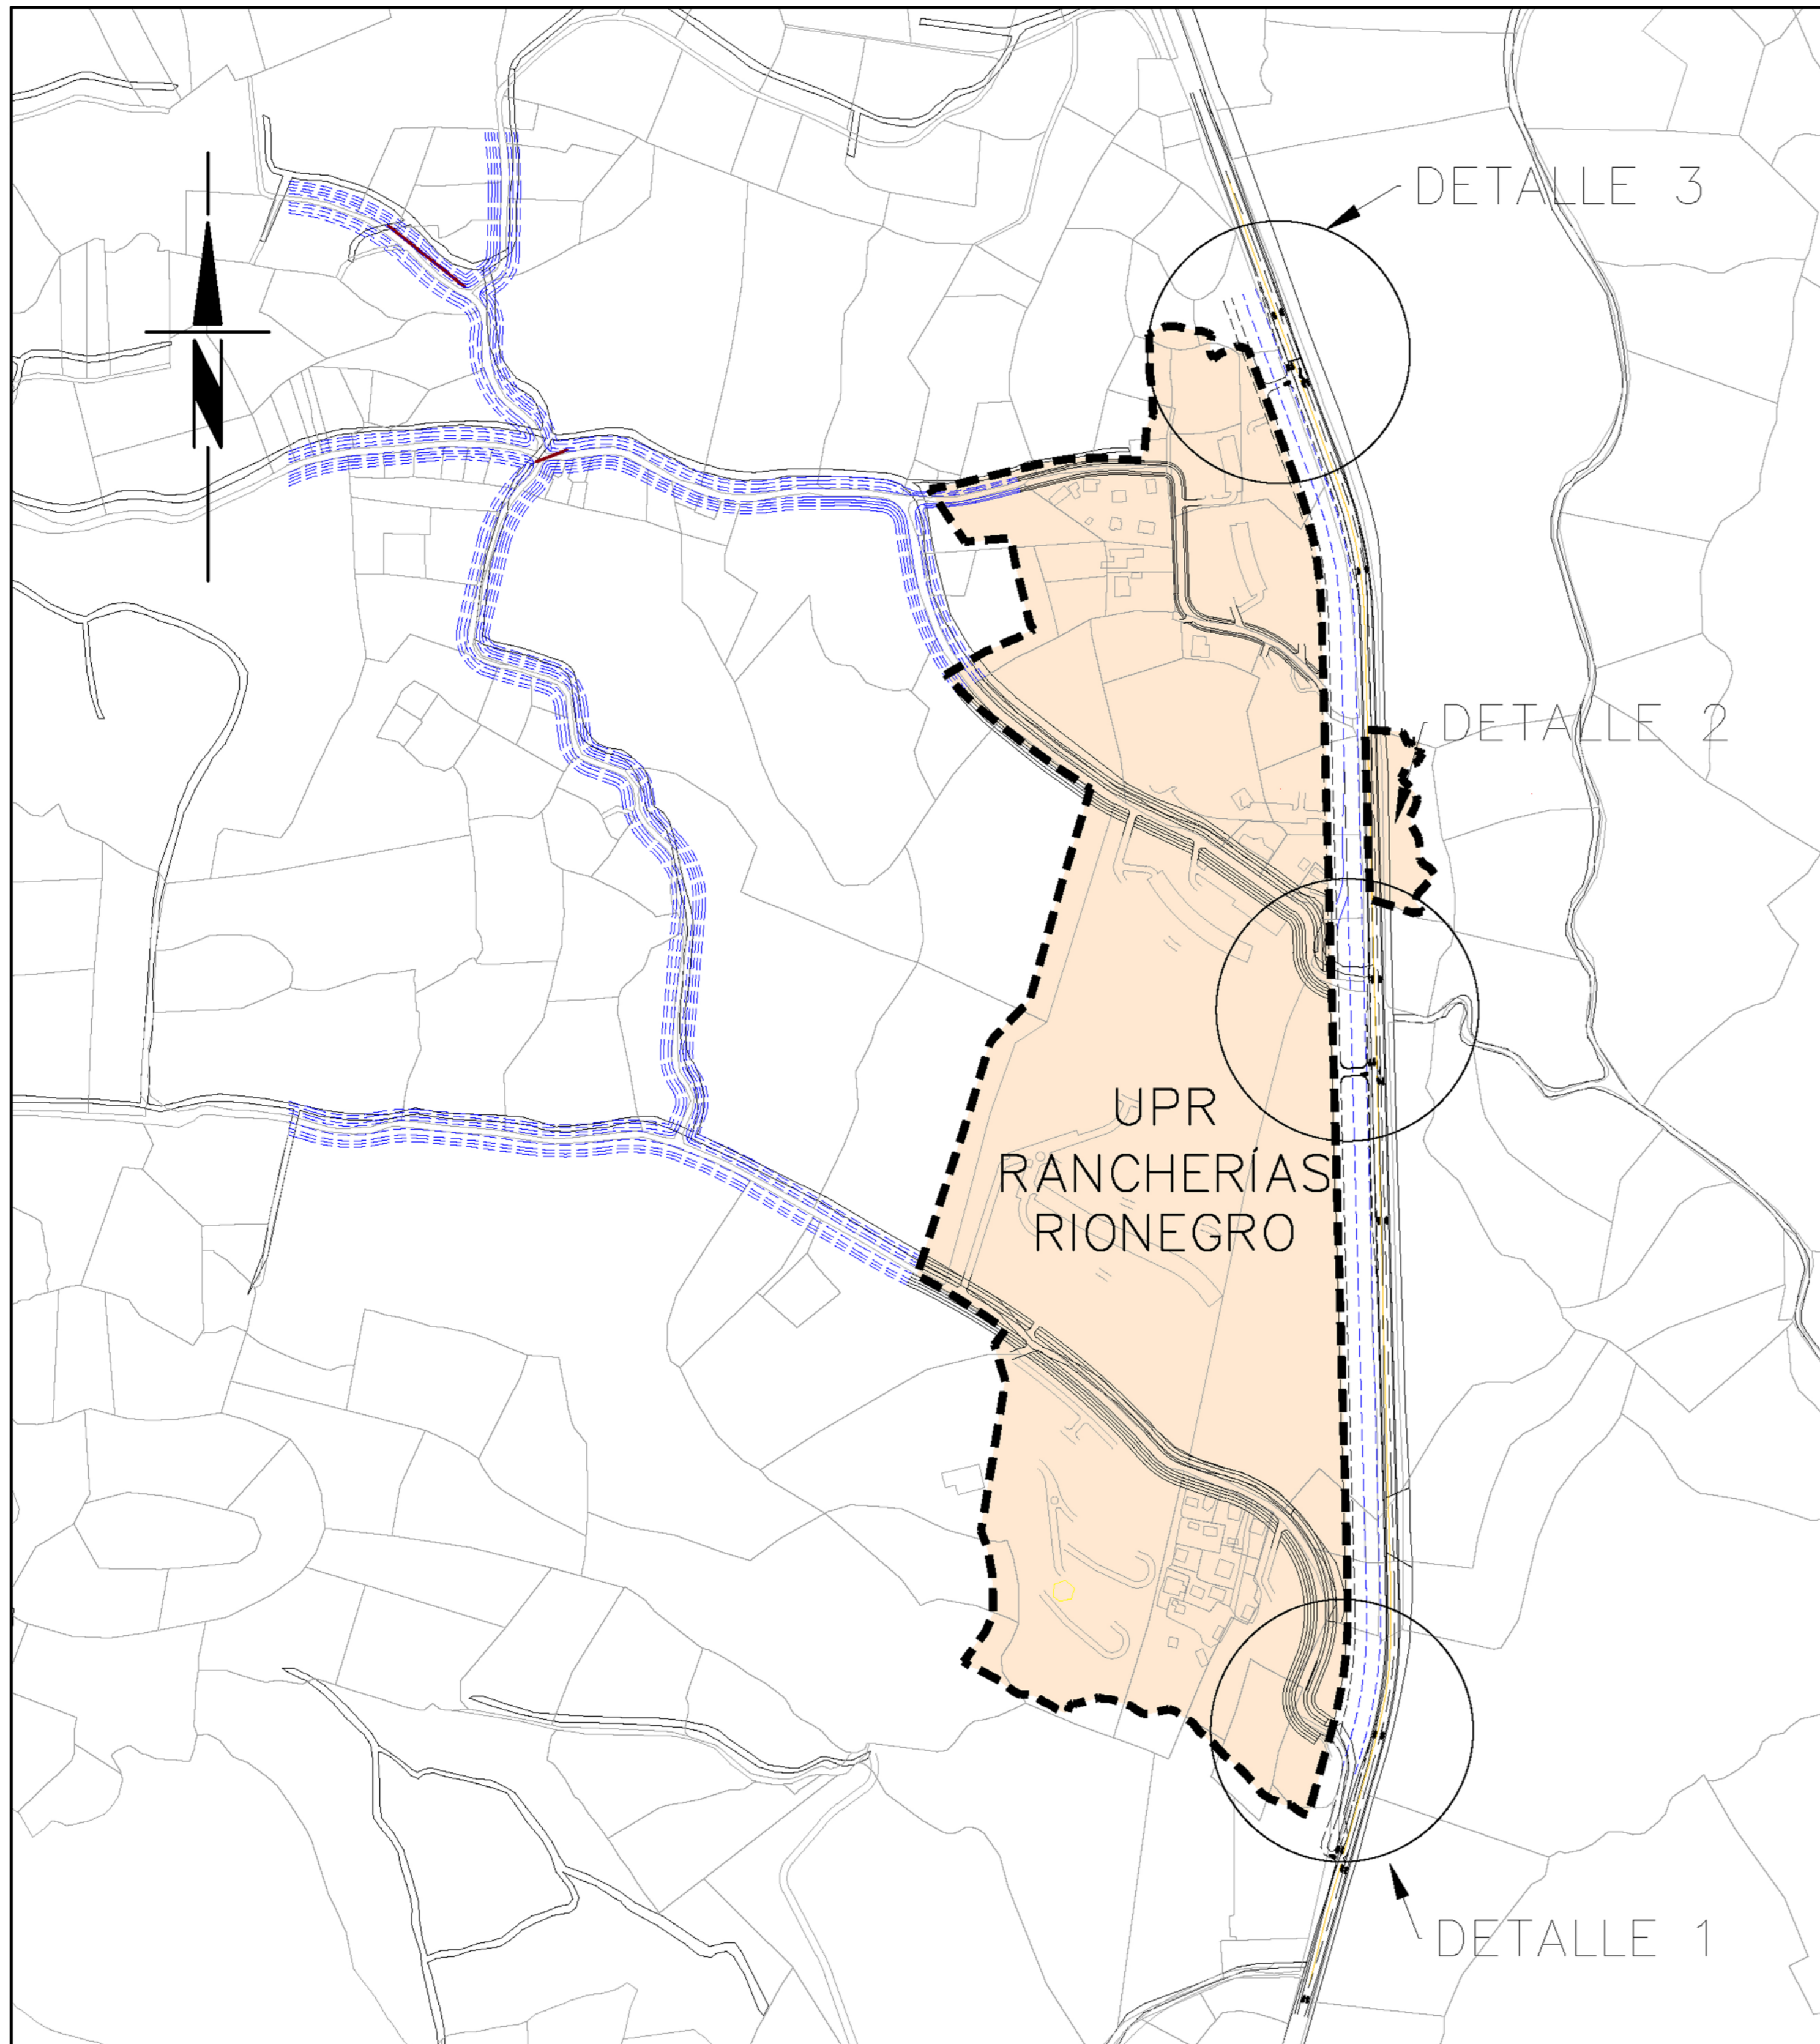 DETALLE 3
N
DETALLE 2
UPR
RANCHERÍAS
RIONEGRO
DETALLE 1